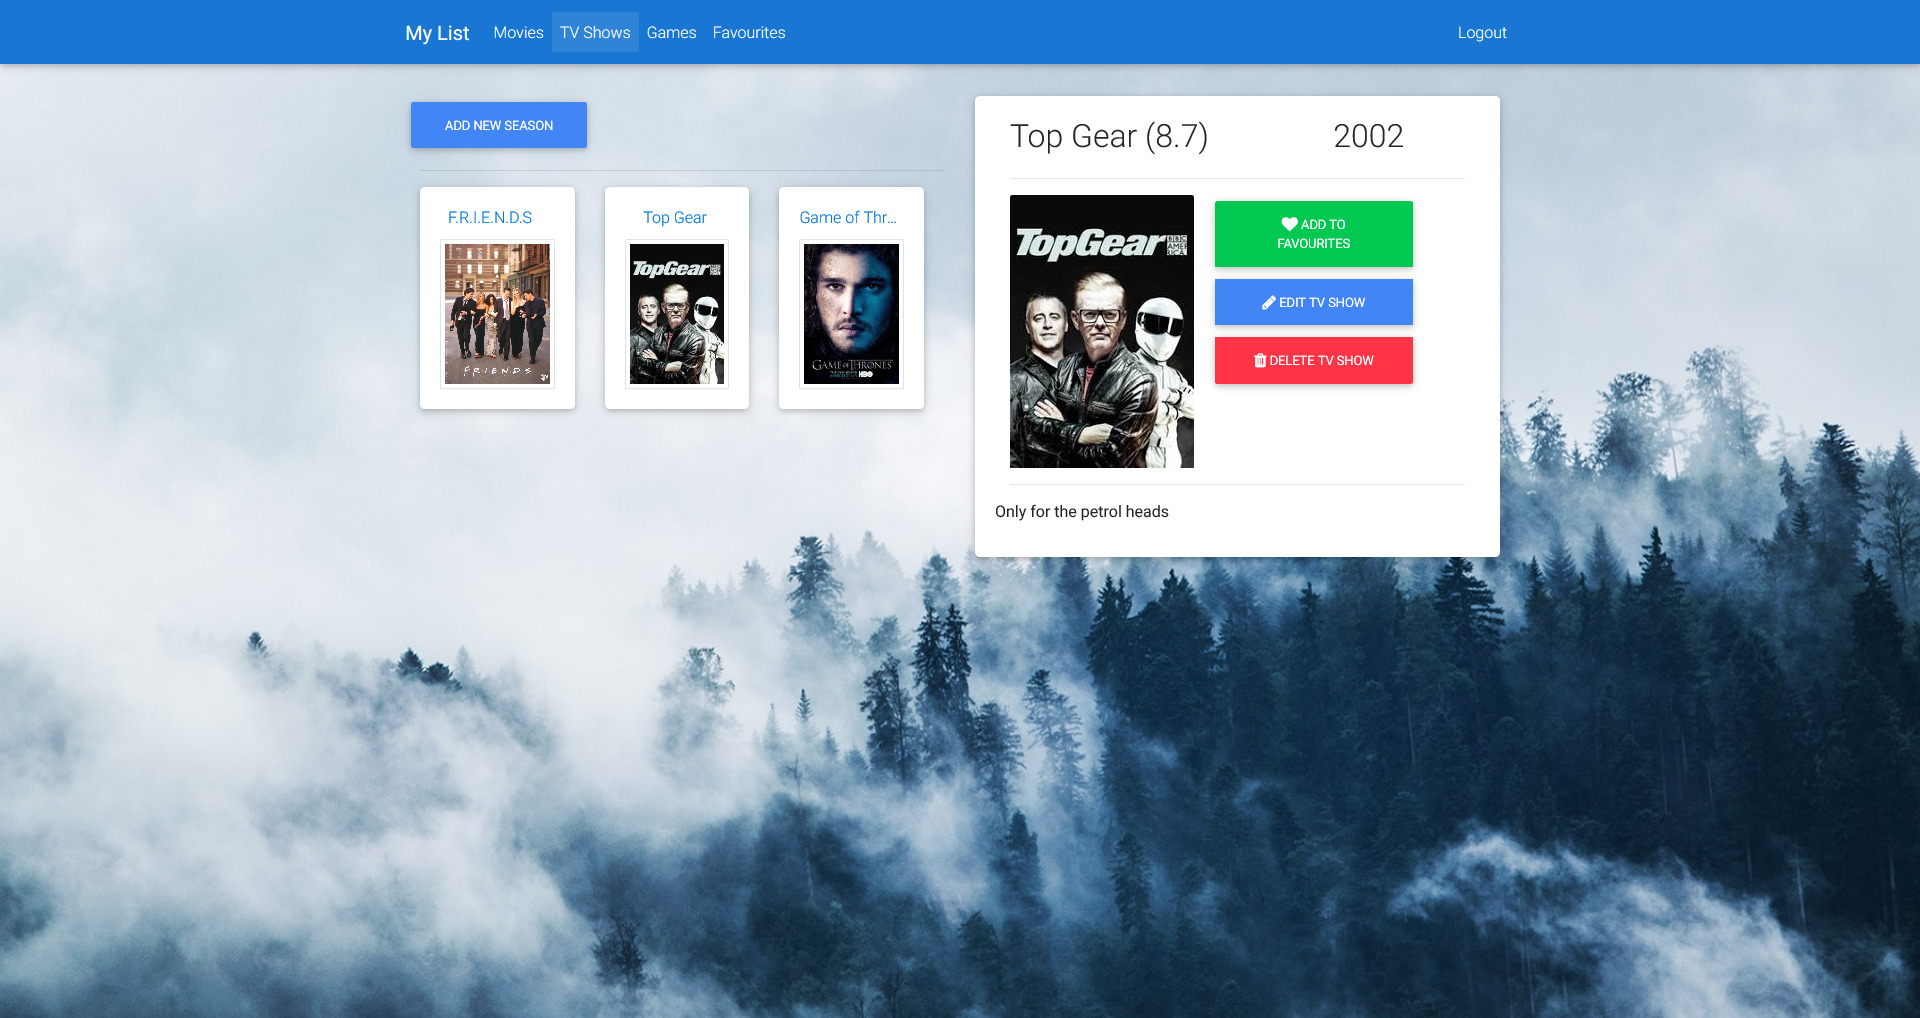 My List Movies TV Shows Games Favourites Logout
ADD NEW SEASON
F.R.I.E.N.D.S
Top Gear
Game of Thr...
FRIENDS
TopGear
GAME OF THRONES
HBO
Top Gear (8.7) 2002
TopGear BBC AMERICA
ADD TO
FAVOURITES
EDIT TV SHOW
DELETE TV SHOW
Only for the petrol heads